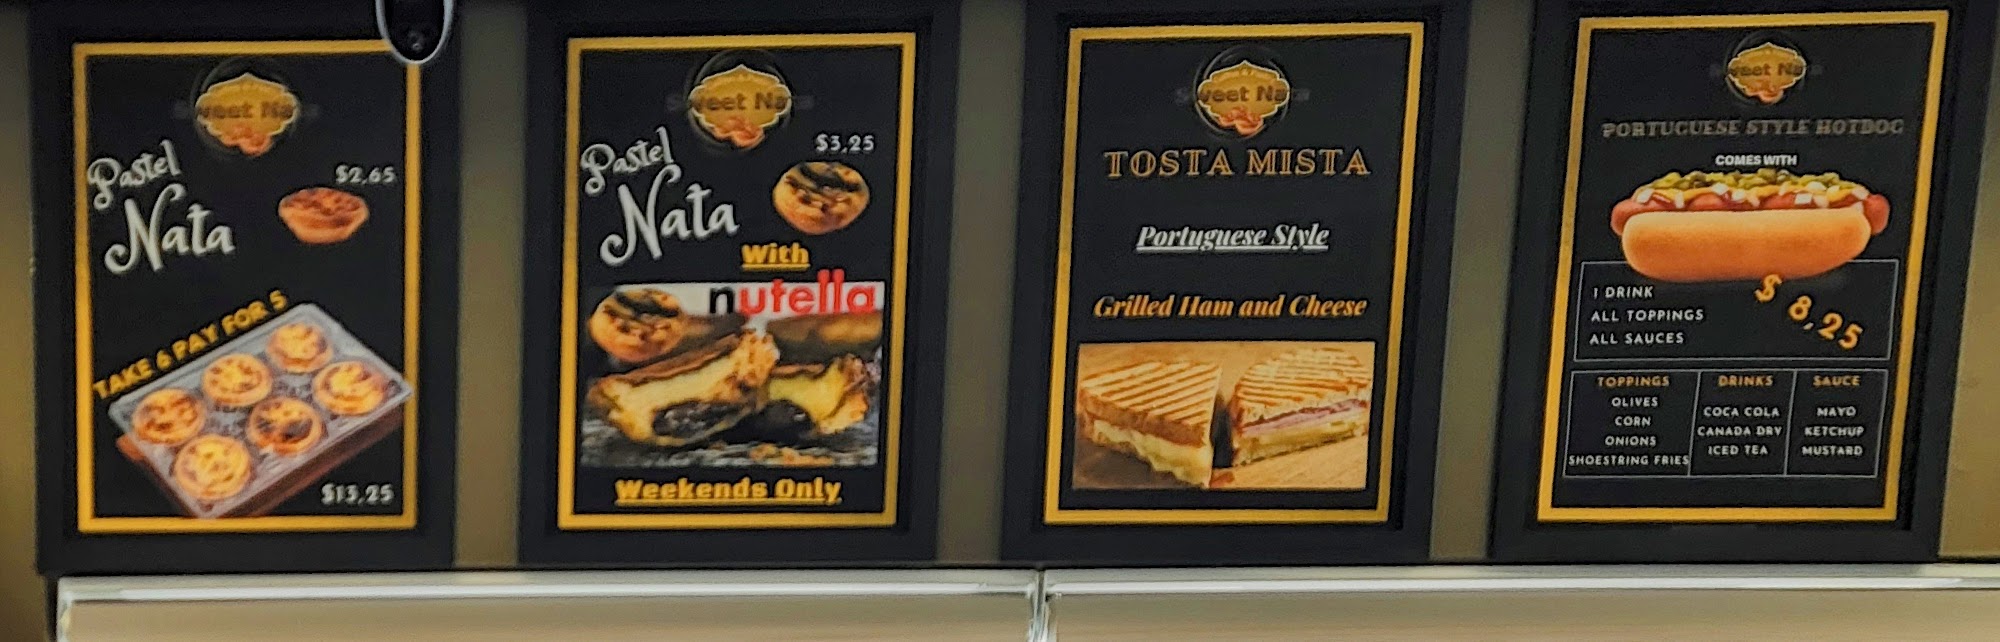 Sweet Nata
Pastel
Nata
$2,65
TAKE 6 PAY FOR 5
$13,25
Sweet Nata
Pastel
Nata
$3,25
With
nutella
Weekends Only
Sweet Nata
TOSTA MISTA
Portuguese Style
Grilled Ham and Cheese
Sweet Nata
PORTUGUESE STYLE HOTDOG
COMES WITH
1 DRINK
ALL TOPPINGS
ALL SAUCES
$ 8,25
TOPPINGS
OLIVES
CORN
ONIONS
SHOESTRING FRIES
DRINKS
COCA COLA
CANADA DRY
ICED TEA
SAUCE
MAYO
KETCHUP
MUSTARD